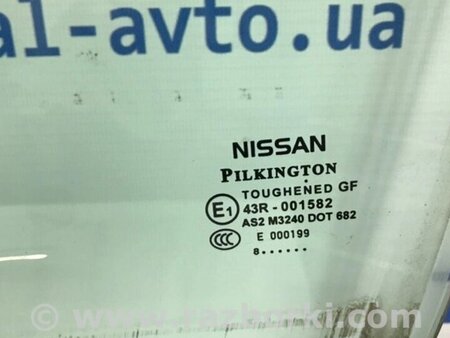 al-avto.ua
NISSAN
PILKINGTON
TOUGHENED GF
E1 43R - 001582
AS2 M3240 DOT 682
CCC E 000199
8......
www.razborki.com